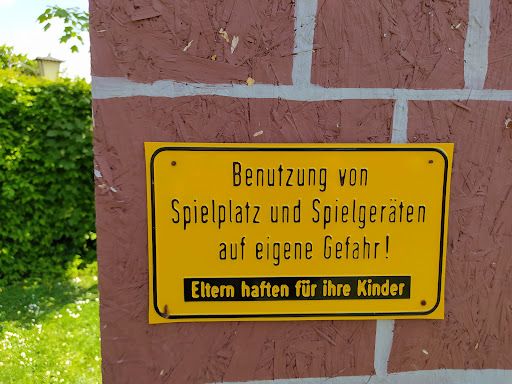 Benutzung von
Spielplatz und Spielgeräten
auf eigene Gefahr!
Eltern haften für ihre Kinder